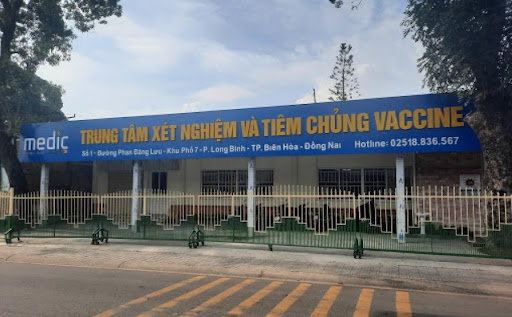 medic
TRUNG TÂM XÉT NGHIỆM VÀ TIÊM CHỦNG VACCINE
Số 1 - Đường Phan Đăng Lưu - Khu Phố 7 - P. Long Bình - TP. Biên Hòa - Đồng Nai Hotline: 02518.836.567